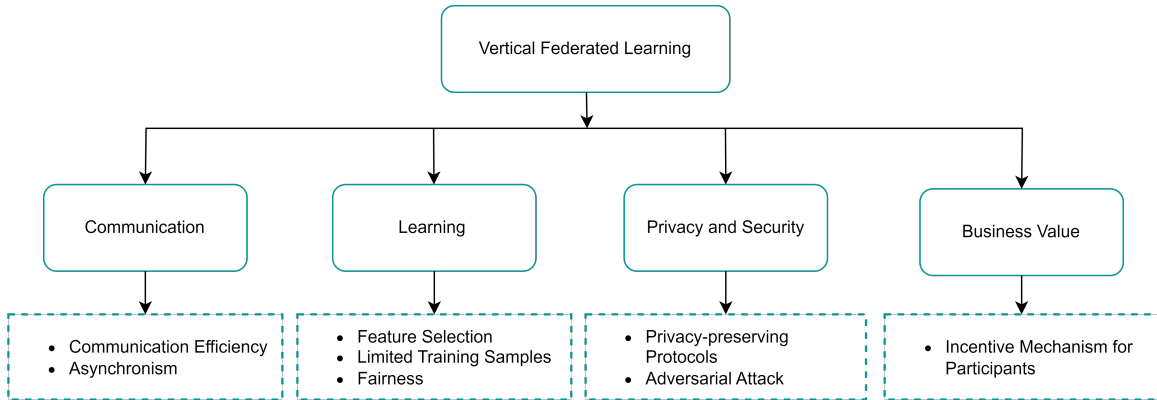 Vertical Federated Learning
Communication
Learning
Privacy and Security
Business Value
• Communication Efficiency
• Asynchronism
• Feature Selection
• Limited Training Samples
• Fairness
• Privacy-preserving
Protocols
• Adversarial Attack
• Incentive Mechanism for
Participants